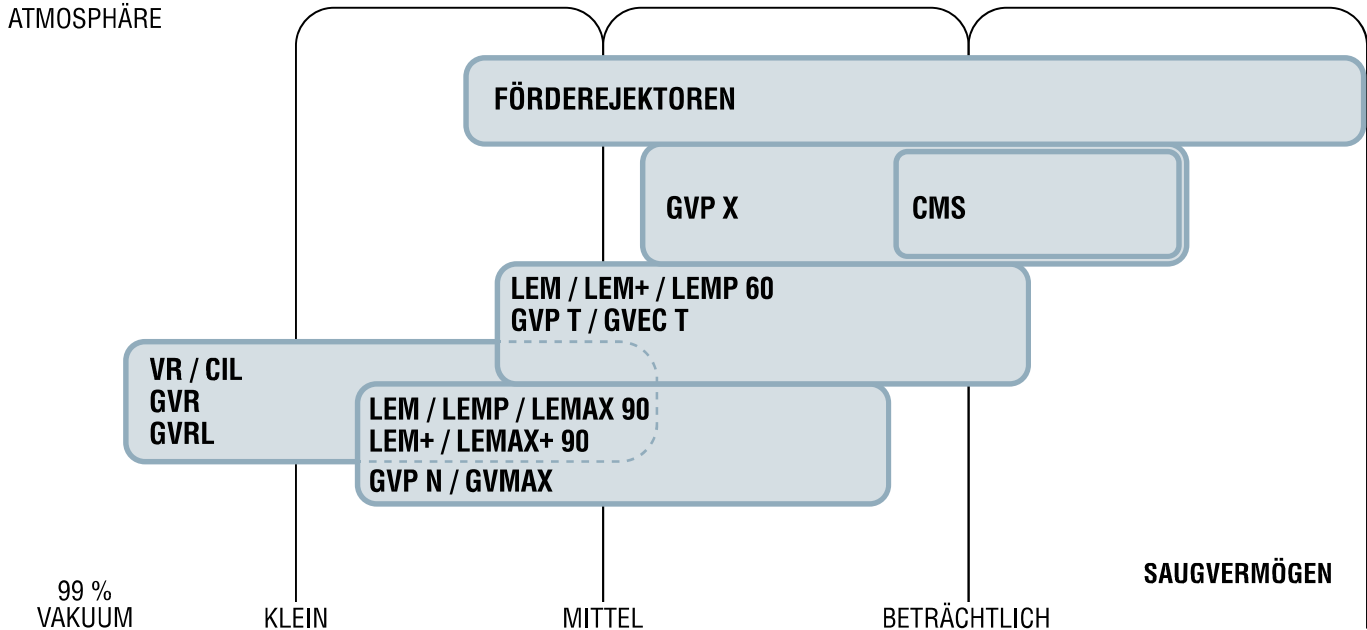 ATMOSPHÄRE
FÖRDEREJEKTOREN
GVP X
CMS
LEM / LEM+ / LEMP 60
GVP T / GVEC T
VR / CIL
GVR
GVRL
LEM / LEMP / LEMAX 90
LEM+ / LEMAX+ 90
GVP N / GVMAX
SAUGVERMÖGEN
99 %
VAKUUM
KLEIN
MITTEL
BETRÄCHTLICH